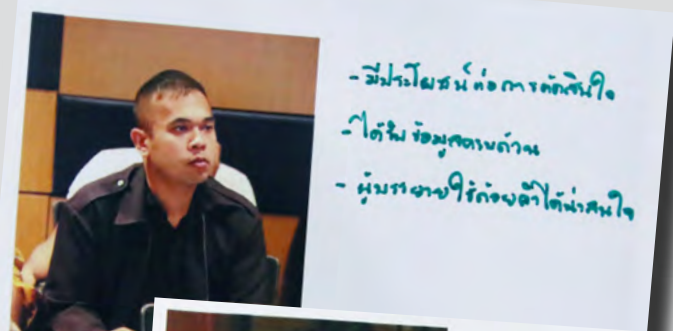 - มีประโยชน์ต่อการตัดสินใจ
- ได้รับข้อมูลครบถ้วน
- ผู้บรรยายใช้ถ้อยคำได้น่าสนใจ